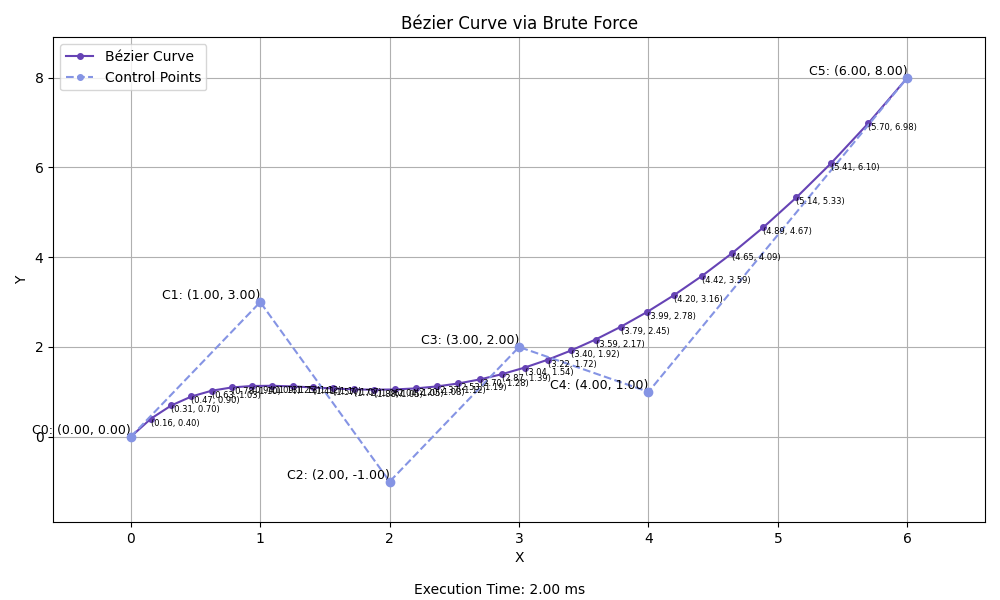 Bézier Curve via Brute Force
Bézier Curve
Control Points
C5: (6.00, 8.00)
(5.70, 6.98)
(5.41, 6.10)
(5.14, 5.33)
(4.89, 4.67)
(4.65, 4.09)
(4.42, 3.59)
(4.20, 3.16)
C1: (1.00, 3.00)
(3.99, 2.78)
(3.79, 2.45)
C3: (3.00, 2.00)
(3.59, 2.17)
(3.40, 1.92)
(3.22, 1.72)
(3.04, 1.54)
C4: (4.00, 1.00)
(2.87, 1.39)
(0.47, 0.90)
(0.31, 0.70)
(0.16, 0.40)
C0: (0.00, 0.00)
C2: (2.00, -1.00)
8
6
4
2
0
Y
0 1 2 3 4 5 6
X
Execution Time: 2.00 ms